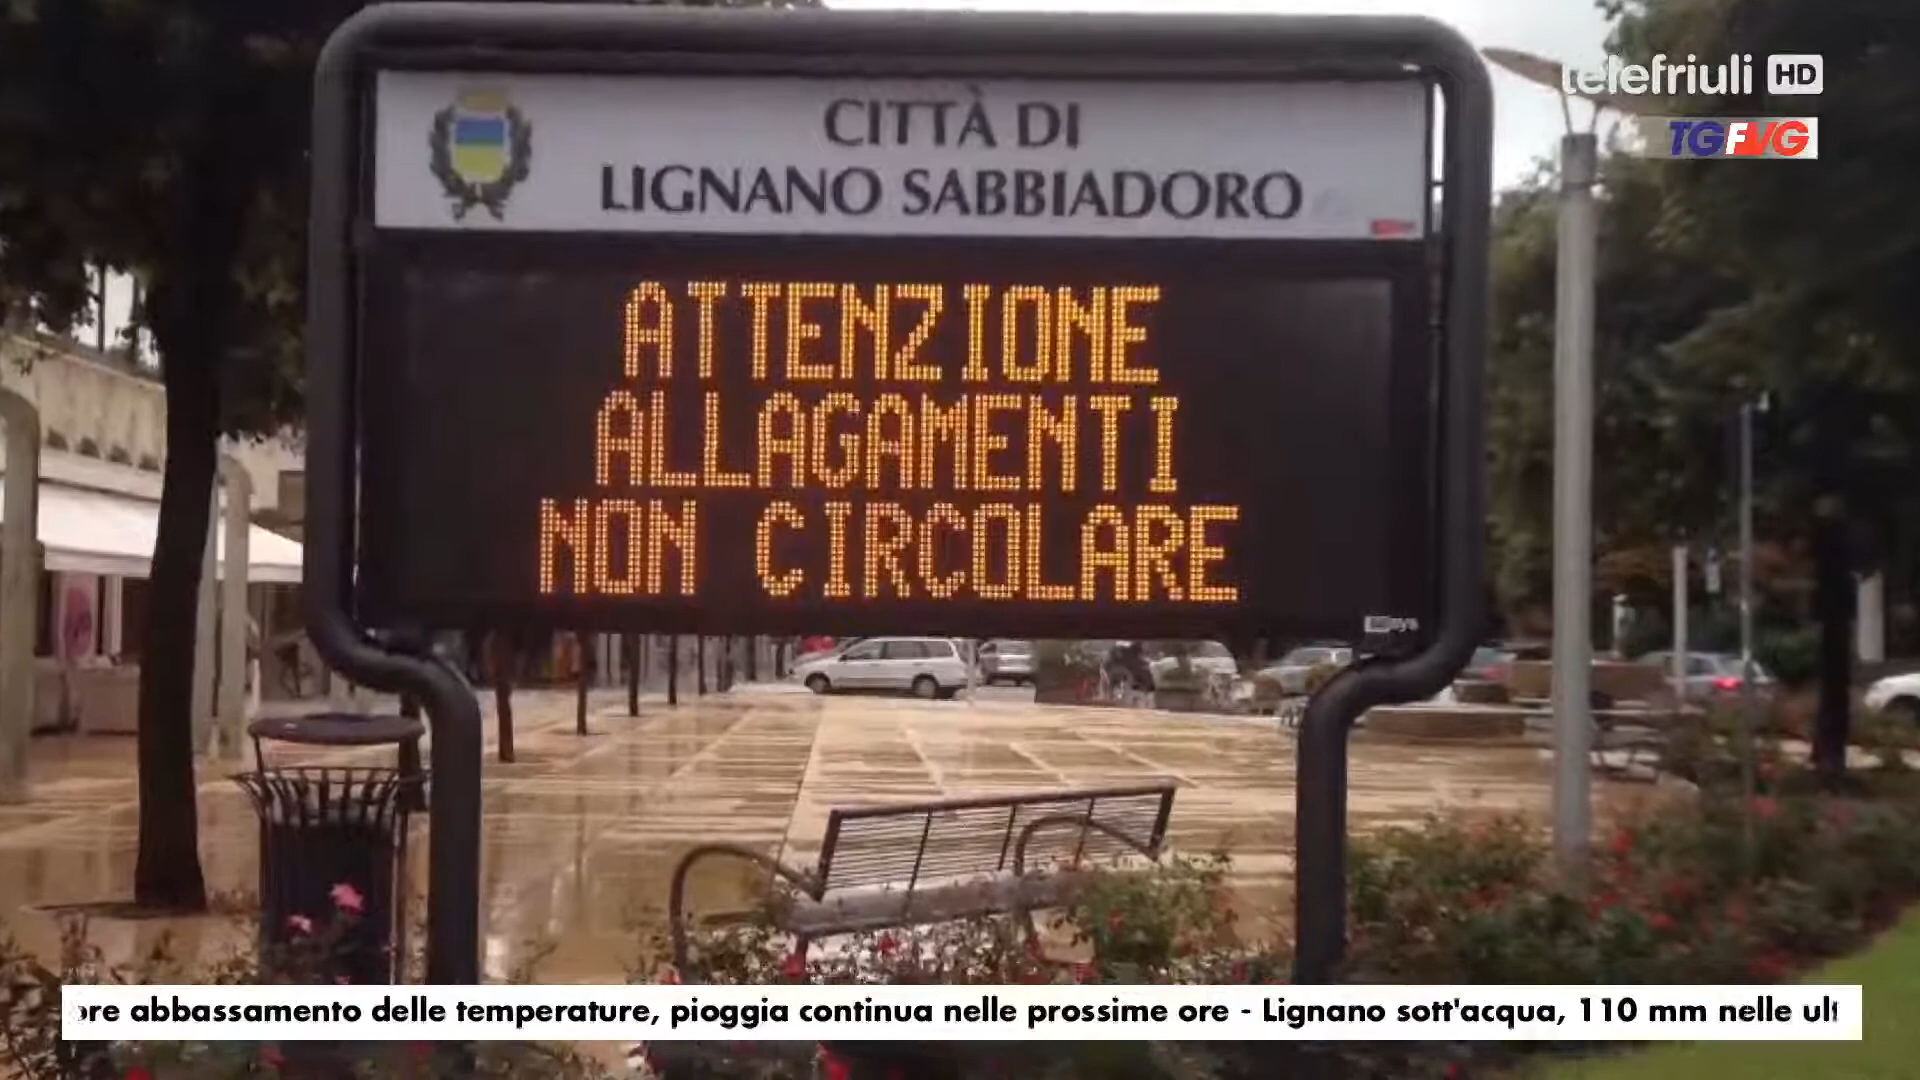 telefriuli HD
TGFVG
CITTÀ DI
LIGNANO SABBIADORO
ATTENZIONE
ALLAGAMENTI
NON CIRCOLARE
abbassamento delle temperature, pioggia continua nelle prossime ore - Lignano sott'acqua, 110 mm nelle